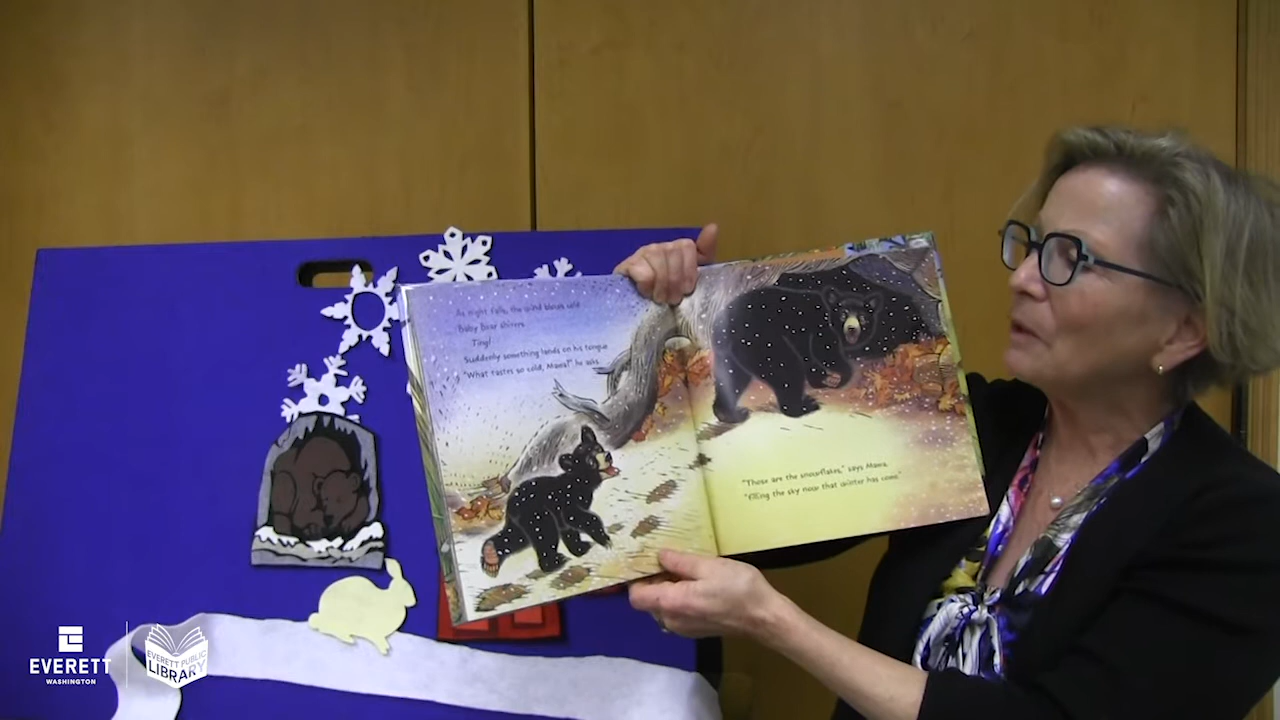 As night falls, the wind blows cold
Baby Bear shivers
Ting!
Suddenly something lands on his tongue
"What tastes so cold, Mama?" he asks
"Those are the snowflakes," says Mama,
"filling the sky now that winter has come."
EVERETT
WASHINGTON
EVERETT PUBLIC
LIBRARY